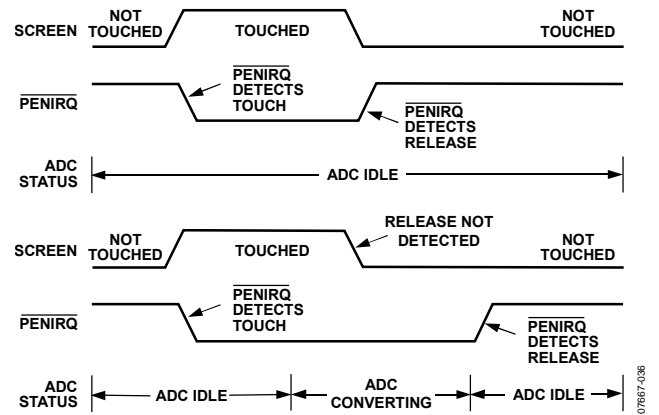 SCREEN
NOT
TOUCHED
TOUCHED
NOT
TOUCHED
PENIRQ
PENIRQ
DETECTS
TOUCH
PENIRQ
DETECTS
RELEASE
ADC
STATUS
ADC IDLE
SCREEN
NOT
TOUCHED
TOUCHED
RELEASE NOT
DETECTED
NOT
TOUCHED
PENIRQ
PENIRQ
DETECTS
TOUCH
PENIRQ
DETECTS
RELEASE
ADC
STATUS
ADC IDLE
ADC
CONVERTING
ADC IDLE
07667-036